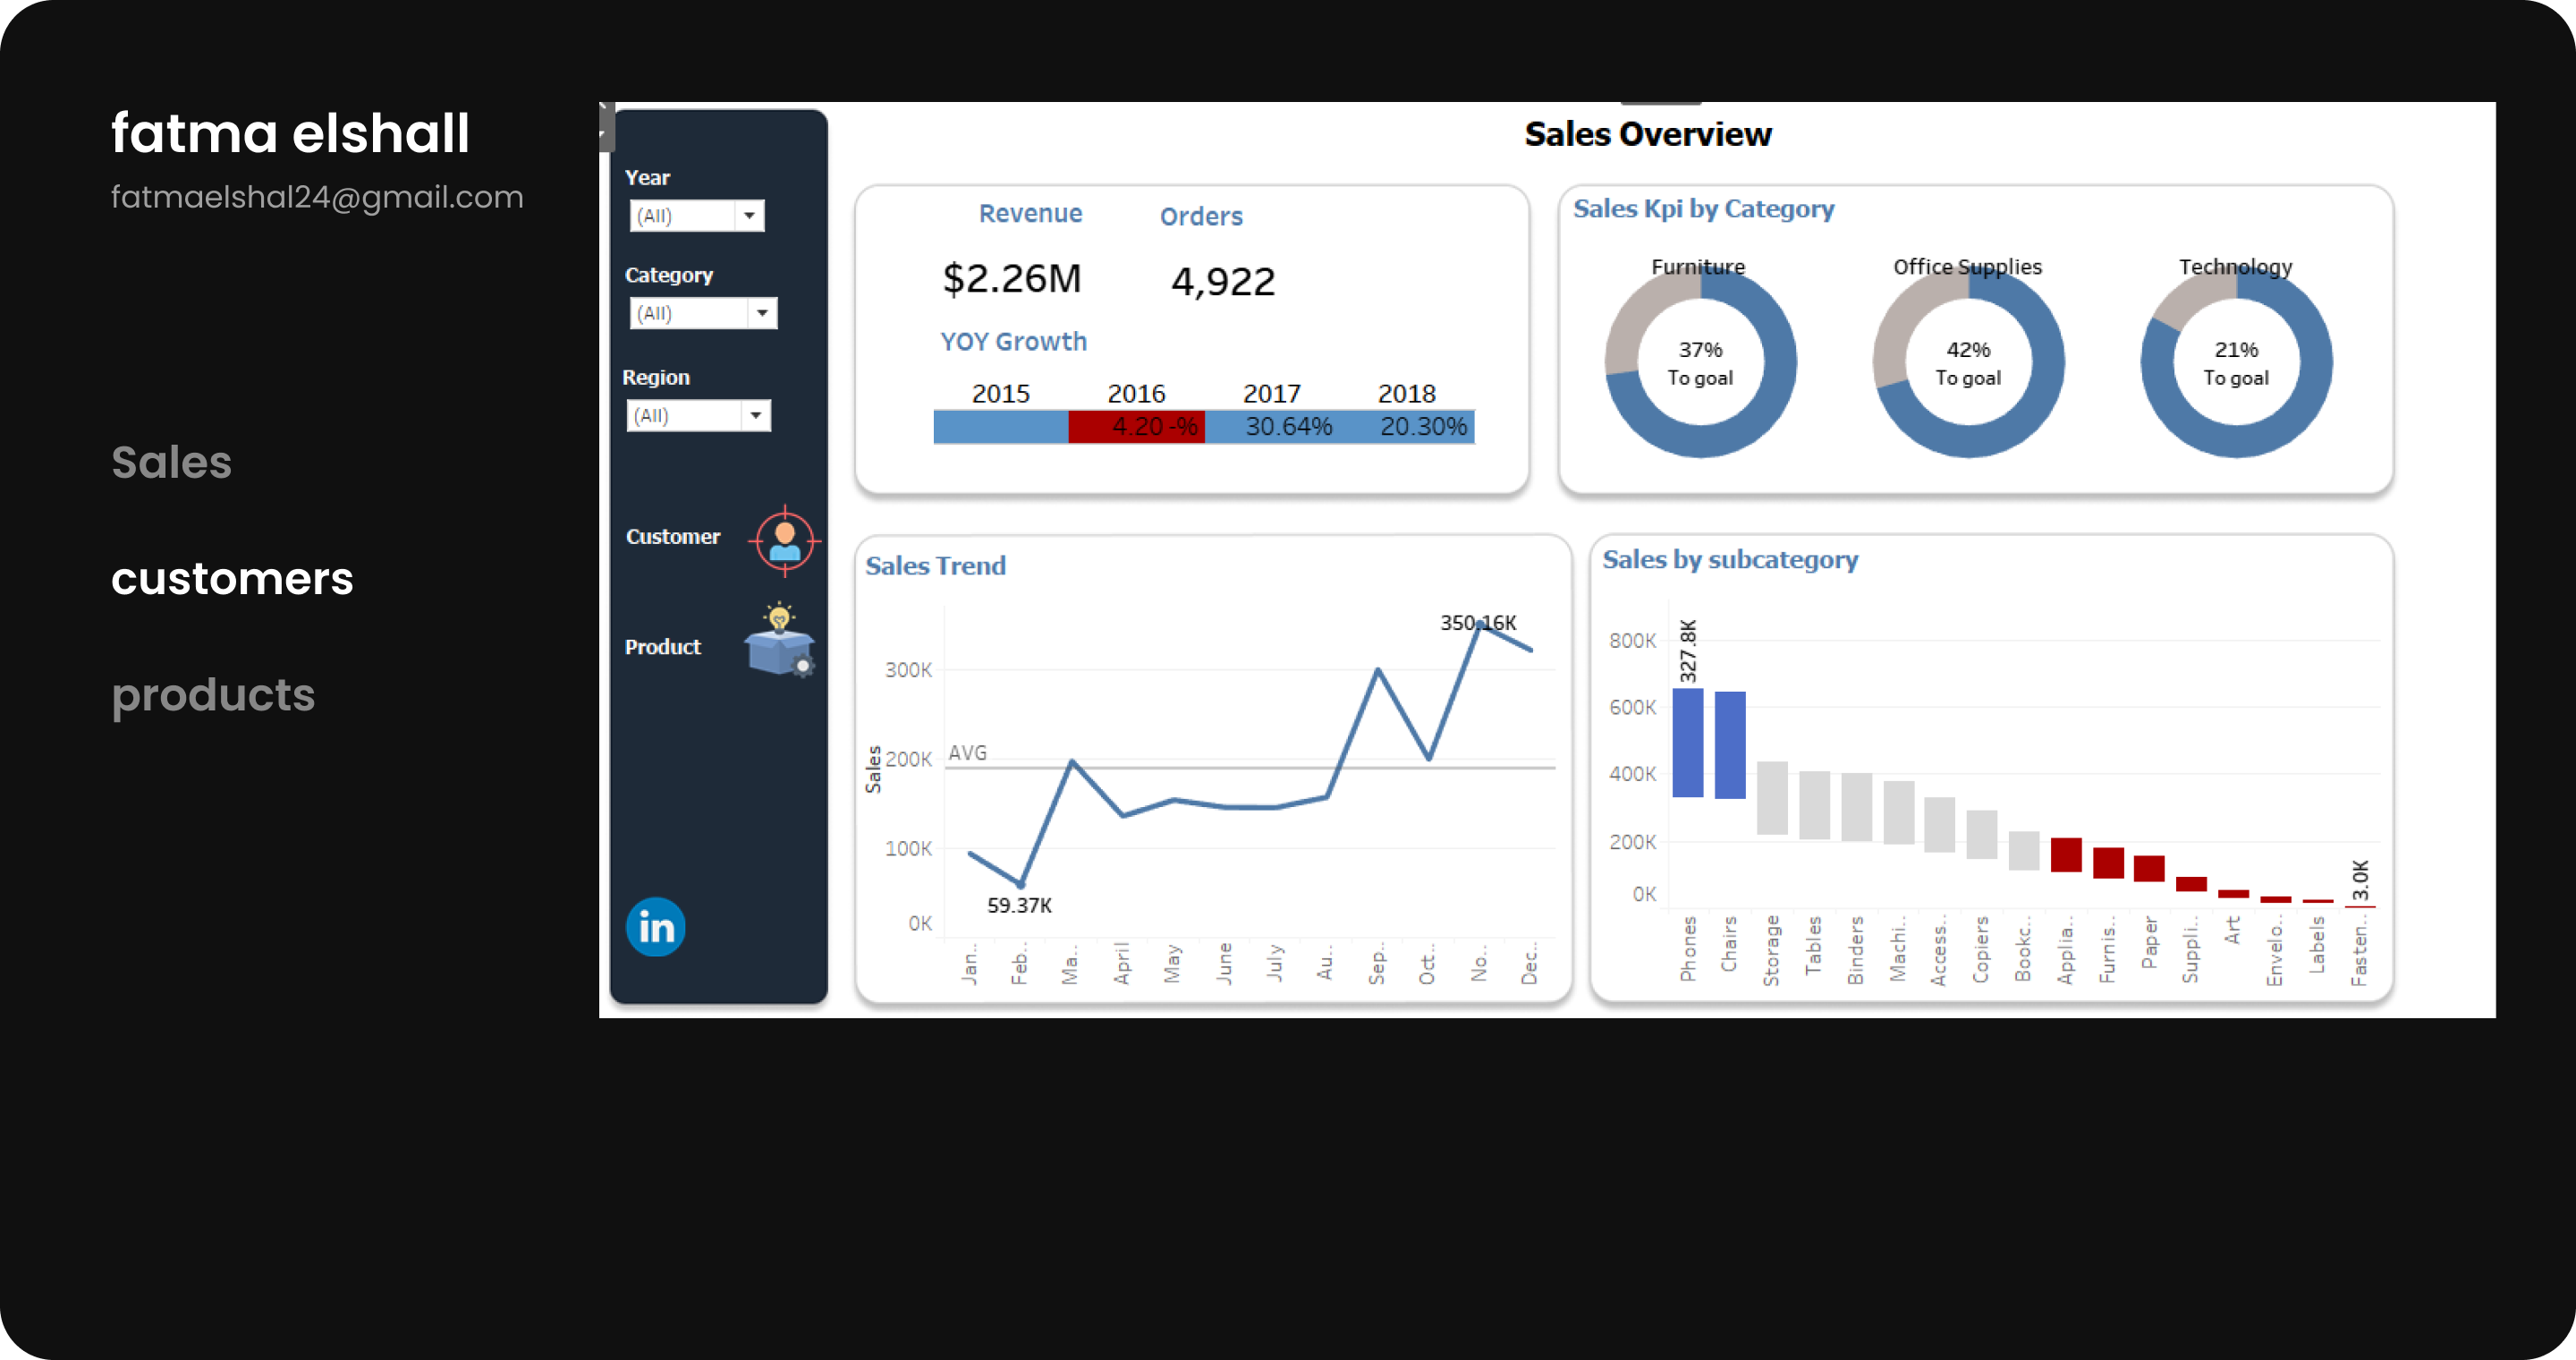 fatma elshall
fatmaelshal24@gmail.com
Sales
customers
products
Sales Overview
Year
(All)
Category
(All)
Region
(All)
Customer
Product
in
Revenue Orders
$2.26M 4,922
YOY Growth
2015 2016 2017 2018
4.20 -% 30.64% 20.30%
Sales Kpi by Category
Furniture Office Supplies Technology
37% 42% 21%
To goal To goal To goal
Sales Trend
350.16K
300K
AVG
200K
Sales
100K
59.37K
0K
Jan.. Feb.. Ma.. April May June July Au.. Sep.. Oct.. No.. Dec..
Sales by subcategory
327.8K
800K
600K
400K
200K
0K
3.0K
Phones Chairs Storage Tables Binders Machi.. Access.. Copiers Bookc.. Applia.. Furnis.. Paper Suppli.. Art Envelo.. Labels Fasten..